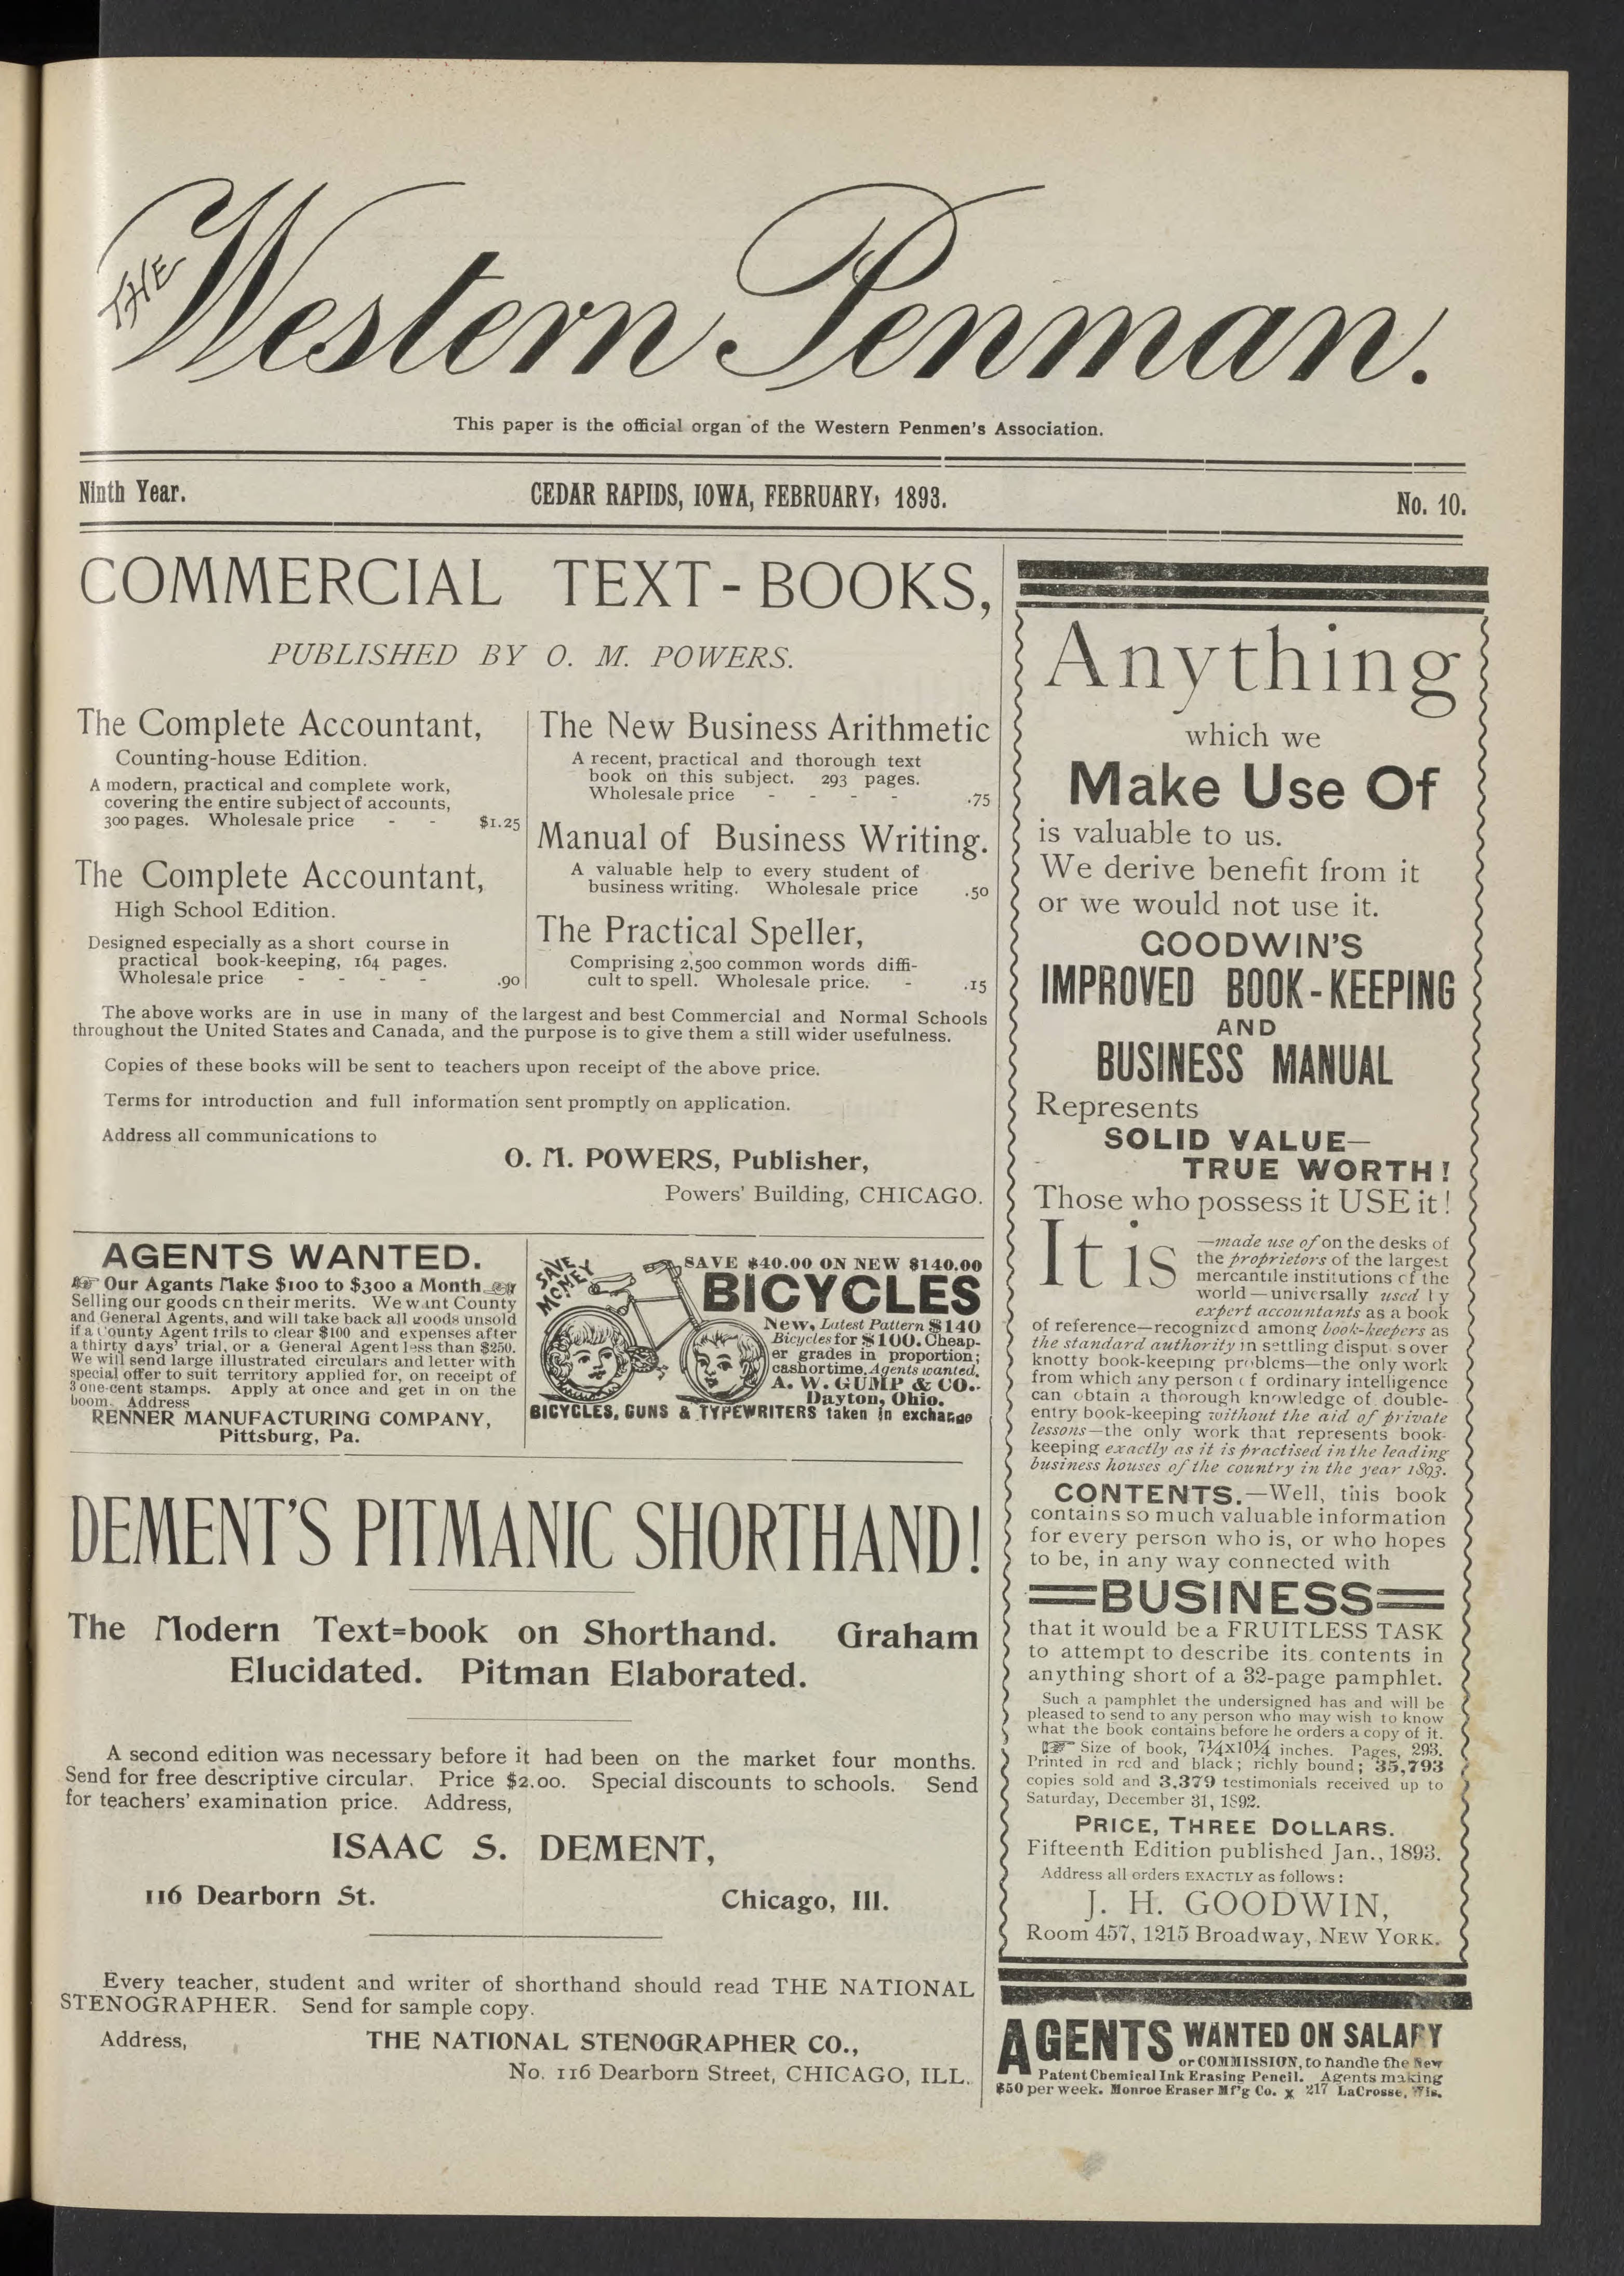 THE
Western Penman.
This paper is the official organ of the Western Penmen's Association.
Ninth Year.
CEDAR RAPIDS, IOWA, FEBRUARY, 1893.
No. 10.
COMMERCIAL TEXT-BOOKS,
PUBLISHED BY O. M. POWERS.
The Complete Accountant,
Counting-house Edition.
A modern, practical and complete work,
covering the entire subject of accounts,
300 pages. Wholesale price - - $1.25
The Complete Accountant,
High School Edition.
Designed especially as a short course in
practical book-keeping, 164 pages.
Wholesale price - - - - .90
The New Business Arithmetic
A recent, practical and thorough text
book on this subject. 293 pages.
Wholesale price - - - - .75
Manual of Business Writing.
A valuable help to every student of
business writing. Wholesale price .50
The Practical Speller,
Comprising 2,500 common words diffi-
cult to spell. Wholesale price. - .15
The above works are in use in many of the largest and best Commercial and Normal Schools
throughout the United States and Canada, and the purpose is to give them a still wider usefulness.
Copies of these books will be sent to teachers upon receipt of the above price.
Terms for introduction and full information sent promptly on application.
Address all communications to
O. M. POWERS, Publisher,
Powers' Building, CHICAGO.
AGENTS WANTED.
Our Agants Make $100 to $300 a Month
Selling our goods cn their merits. We want County
and General Agents, and will take back all goods unsold
if a County Agent frils to clear $100 and expenses after
a thirty days' trial, or a General Agent less than $250.
We will send large illustrated circulars and letter with
special offer to suit territory applied for, on receipt of
3 one-cent stamps. Apply at once and get in on the
boom. Address
RENNER MANUFACTURING COMPANY,
Pittsburg, Pa.
SAVE
MONEY
SAVE $40.00 ON NEW $140.00
BICYCLES
New, Latest Pattern $140
Bicycles for $100. Cheap-
er grades in proportion;
cash or time. Agents wanted.
A. W. GUMP & CO..
Dayton, Ohio.
BICYCLES, GUNS & TYPEWRITERS taken in exchange
DEMENT'S PITMANIC SHORTHAND!
The Modern Text=book on Shorthand. Graham
Elucidated. Pitman Elaborated.
A second edition was necessary before it had been on the market four months.
Send for free descriptive circular. Price $2.00. Special discounts to schools. Send
for teachers' examination price. Address,
ISAAC S. DEMENT,
116 Dearborn St. Chicago, Ill.
Every teacher, student and writer of shorthand should read THE NATIONAL
STENOGRAPHER. Send for sample copy.
Address, THE NATIONAL STENOGRAPHER CO.,
No. 116 Dearborn Street, CHICAGO, ILL.
Anything
which we
Make Use Of
is valuable to us.
We derive benefit from it
or we would not use it.
GOODWIN'S
IMPROVED BOOK-KEEPING
AND
BUSINESS MANUAL
Represents
SOLID VALUE—
TRUE WORTH!
Those who possess it USE it!
It is —made use of on the desks of
the proprietors of the largest
mercantile institutions of the
world—universally used by
expert accountants as a book
of reference—recognized among book-keepers as
the standard authority in settling disputes over
knotty book-keeping problems—the only work
from which any person of ordinary intelligence
can obtain a thorough knowledge of double-
entry book-keeping without the aid of private
lessons—the only work that represents book-
keeping exactly as it is practised in the leading
business houses of the country in the year 1893.
CONTENTS.—Well, this book
contains so much valuable information
for every person who is, or who hopes
to be, in any way connected with
BUSINESS
that it would be a FRUITLESS TASK
to attempt to describe its contents in
anything short of a 32-page pamphlet.
Such a pamphlet the undersigned has and will be
pleased to send to any person who may wish to know
what the book contains before he orders a copy of it.
Size of book, 7¼x10¼ inches. Pages, 293.
Printed in red and black; richly bound; 35,793
copies sold and 3,379 testimonials received up to
Saturday, December 31, 1892.
PRICE, THREE DOLLARS.
Fifteenth Edition published Jan., 1893.
Address all orders EXACTLY as follows:
J. H. GOODWIN,
Room 457, 1215 Broadway, NEW YORK.
AGENTS WANTED ON SALARY
or COMMISSION, to handle the New
Patent Chemical Ink Erasing Pencil. Agents making
$50 per week. Monroe Eraser Mf'g Co. x 217 LaCrosse, Wis.